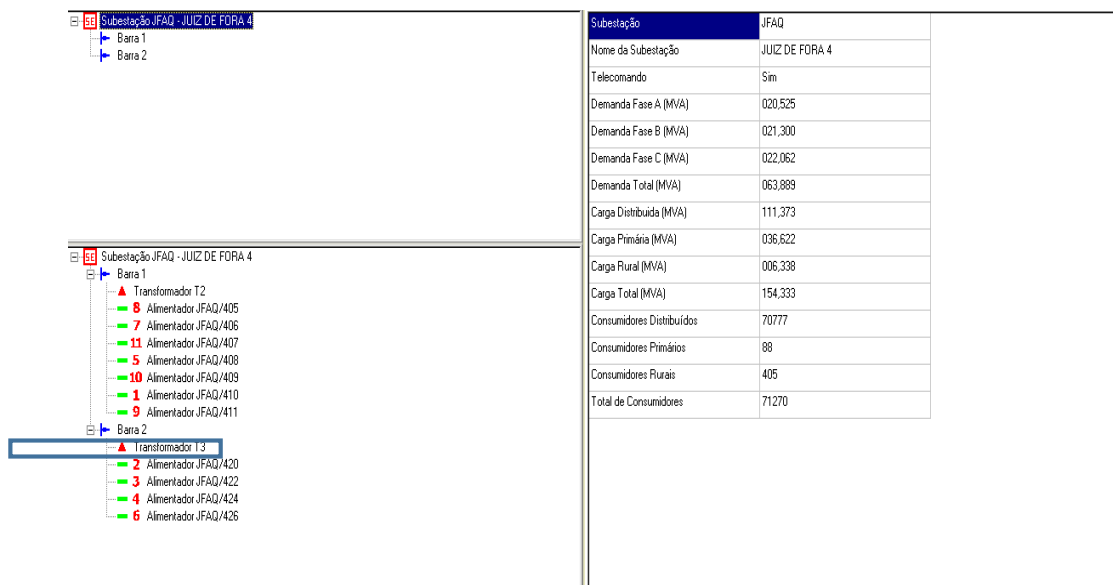 SE Subestação JFAQ - JUIZ DE FORA 4
Barra 1
Barra 2
SE Subestação JFAQ - JUIZ DE FORA 4
Barra 1
Transformador T2
8 Alimentador JFAQ/405
7 Alimentador JFAQ/406
11 Alimentador JFAQ/407
5 Alimentador JFAQ/408
10 Alimentador JFAQ/409
1 Alimentador JFAQ/410
9 Alimentador JFAQ/411
Barra 2
Transformador T3
2 Alimentador JFAQ/420
3 Alimentador JFAQ/422
4 Alimentador JFAQ/424
6 Alimentador JFAQ/426
Subestação JFAQ
Nome da Subestação JUIZ DE FORA 4
Telecomando Sim
Demanda Fase A (MVA) 020,525
Demanda Fase B (MVA) 021,300
Demanda Fase C (MVA) 022,062
Demanda Total (MVA) 063,889
Carga Distribuida (MVA) 111,373
Carga Primária (MVA) 036,622
Carga Rural (MVA) 006,338
Carga Total (MVA) 154,333
Consumidores Distribuídos 70777
Consumidores Primários 88
Consumidores Rurais 405
Total de Consumidores 71270